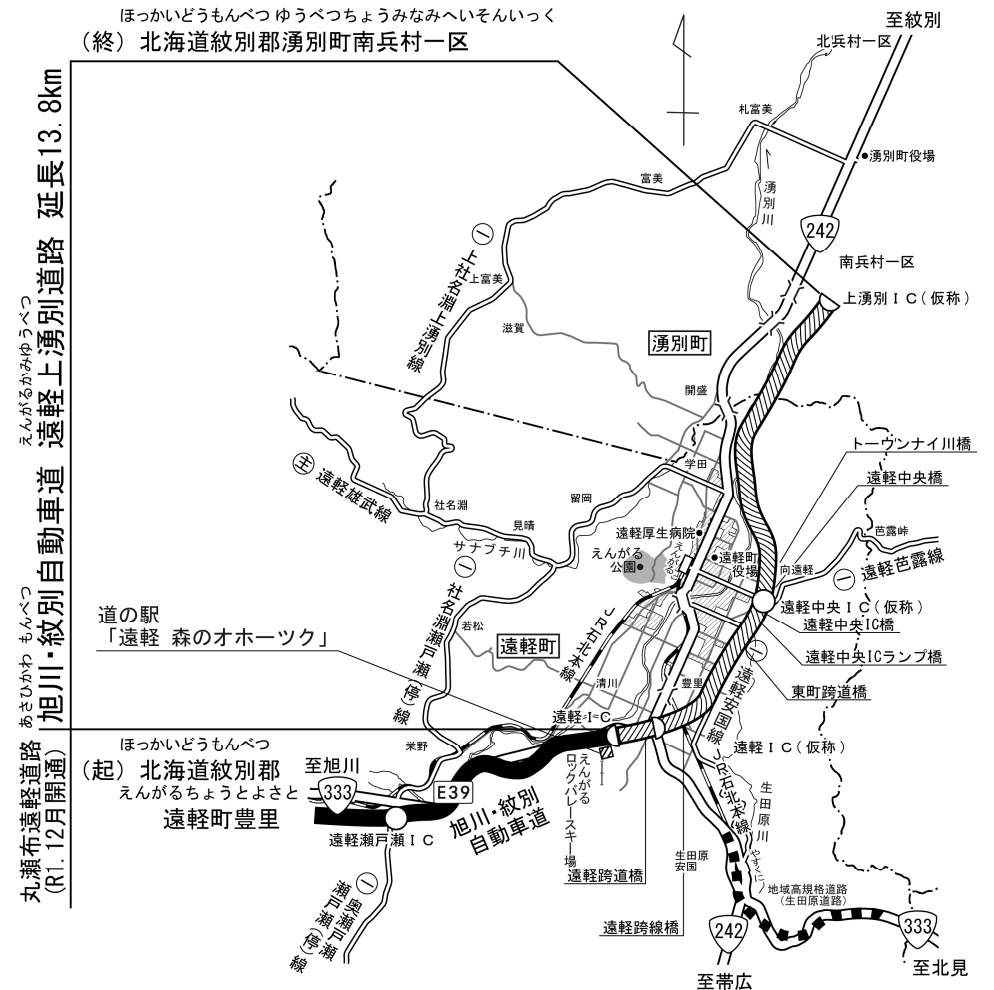 ほっかいどうもんべつ ゆうべつちょうみなみへいそんいっく
（終）北海道紋別郡湧別町南兵村一区
至紋別
北兵村一区
札富美
湧別町役場
富美
湧別川
242
南兵村一区
上湧別ＩＣ（仮称）
一
上社名淵上湧別線
上富美
滋賀
湧別町
開盛
旭川・紋別自動車道 遠軽上湧別道路 延長13.8km
あさひかわ もんべつ
えんがるかみゆうべつ
トーウンナイ川橋
遠軽中央橋
学田
主
遠軽雄武線
社名淵
留岡
見晴
サナブチ川
遠軽厚生病院
えんがる
公園
えんがる
遠軽町
役場
向遠軽
芭露峠
一
遠軽芭露線
一
社名淵瀬戸瀬（停）線
若松
遠軽町
ＪＲ石北本線
遠軽中央ＩＣ（仮称）
遠軽中央IC橋
遠軽中央ICランプ橋
東町跨道橋
一
遠軽安国線
道の駅
「遠軽 森のオホーツク」
清川
豊里
遠軽ＩＣ
遠軽ＩＣ（仮称）
米野
丸瀬布遠軽道路
(R1.12月開通)
ほっかいどうもんべつ
（起）北海道紋別郡
えんがるちょうとよさと
遠軽町豊里
至旭川
333
E39
旭川・紋別
自動車道
遠軽瀬戸瀬ＩＣ
えんがる
ロックバレースキー場
ＪＲ石北本線
生田原川
生田原
安国
やすくに
遠軽跨道橋
遠軽跨線橋
地域高規格道路
（生田原道路）
一
奥瀬戸瀬
瀬戸瀬（停）線
242
至帯広
333
至北見